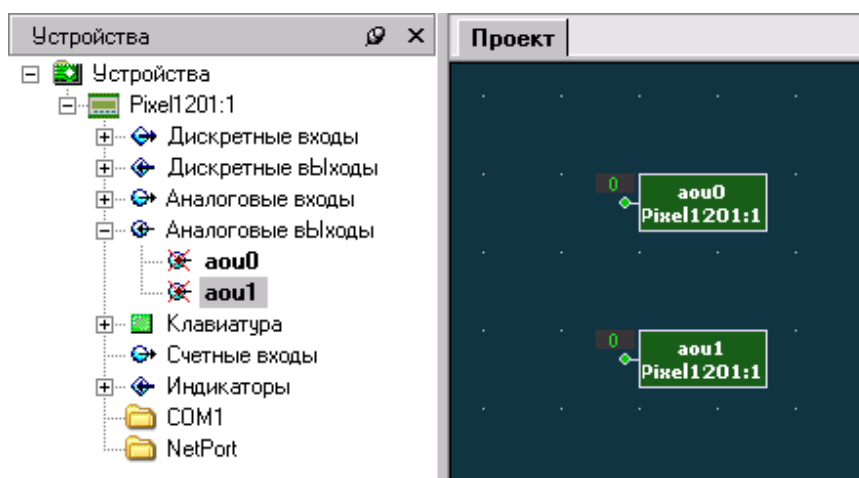 Устройства
Устройства
Pixel1201:1
Дискретные входы
Дискретные вЫходы
Аналоговые входы
Аналоговые вЫходы
aou0
aou1
Клавиатура
Счетные входы
Индикаторы
COM1
NetPort
Проект
0
aou0
Pixel1201:1
0
aou1
Pixel1201:1